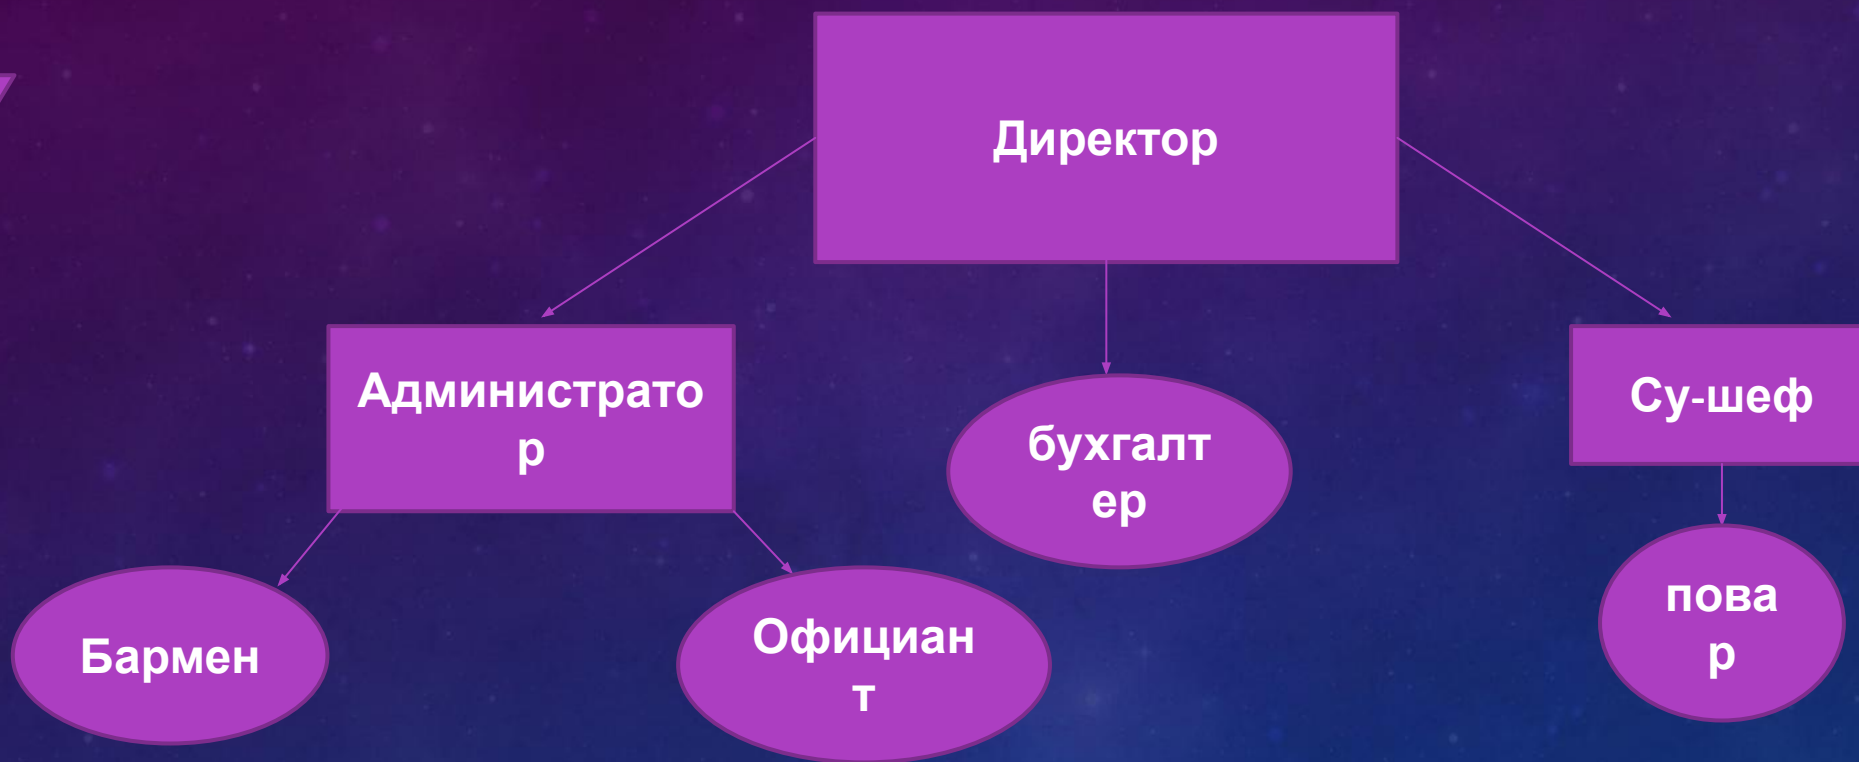 Директор
Администрато
р
бухгалт
ер
Су-шеф
Бармен
Официан
т
пова
р